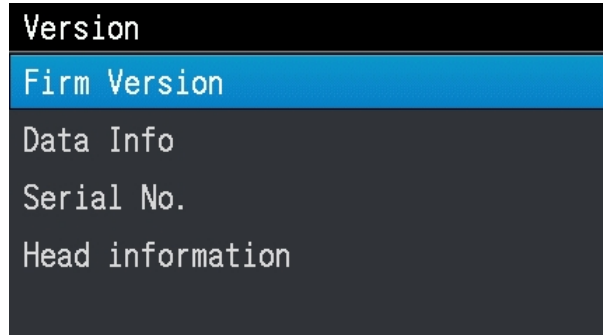 Version
Firm Version
Data Info
Serial No.
Head information